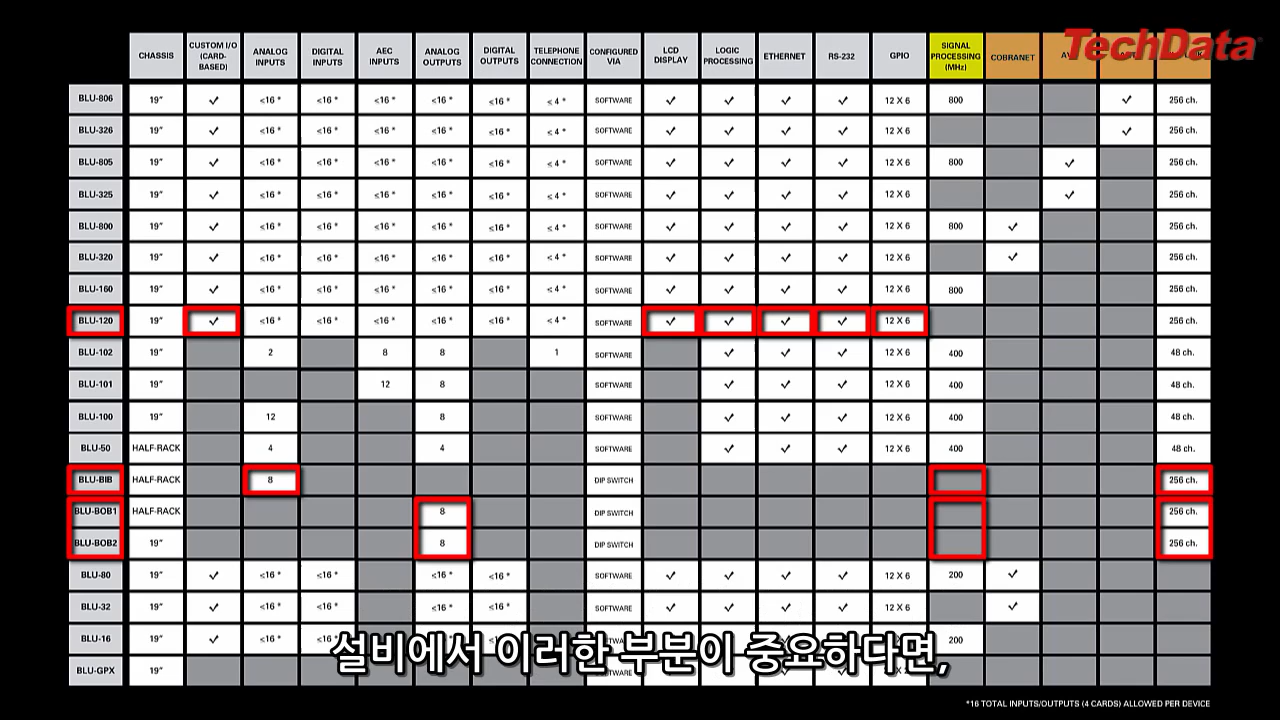 TechData
CHASSIS CUSTOM I/O (CARD-BASED) ANALOG INPUTS DIGITAL INPUTS AEC INPUTS ANALOG OUTPUTS DIGITAL OUTPUTS TELEPHONE CONNECTION CONFIGURED VIA LCD DISPLAY LOGIC PROCESSING ETHERNET RS-232 GPIO SIGNAL PROCESSING (MHz) COBRANET
BLU-806 19" ✓ ≤16 * ≤16 * ≤16 * ≤16 * ≤16 * ≤ 4 * SOFTWARE ✓ ✓ ✓ ✓ 12 X 6 800 ✓ 256 ch.
BLU-326 19" ✓ ≤16 * ≤16 * ≤16 * ≤16 * ≤16 * ≤ 4 * SOFTWARE ✓ ✓ ✓ ✓ 12 X 6 ✓ 256 ch.
BLU-805 19" ✓ ≤16 * ≤16 * ≤16 * ≤16 * ≤16 * ≤ 4 * SOFTWARE ✓ ✓ ✓ ✓ 12 X 6 800 ✓ 256 ch.
BLU-325 19" ✓ ≤16 * ≤16 * ≤16 * ≤16 * ≤16 * ≤ 4 * SOFTWARE ✓ ✓ ✓ ✓ 12 X 6 ✓ 256 ch.
BLU-800 19" ✓ ≤16 * ≤16 * ≤16 * ≤16 * ≤16 * ≤ 4 * SOFTWARE ✓ ✓ ✓ ✓ 12 X 6 800 ✓ 256 ch.
BLU-320 19" ✓ ≤16 * ≤16 * ≤16 * ≤16 * ≤16 * ≤ 4 * SOFTWARE ✓ ✓ ✓ ✓ 12 X 6 ✓ 256 ch.
BLU-160 19" ✓ ≤16 * ≤16 * ≤16 * ≤16 * ≤16 * ≤ 4 * SOFTWARE ✓ ✓ ✓ ✓ 12 X 6 800 256 ch.
BLU-120 19" ✓ ≤16 * ≤16 * ≤16 * ≤16 * ≤16 * ≤ 4 * SOFTWARE ✓ ✓ ✓ ✓ 12 X 6 256 ch.
BLU-102 19" 2 8 8 1 SOFTWARE ✓ ✓ ✓ 12 X 6 400 48 ch.
BLU-101 19" 12 8 SOFTWARE ✓ ✓ ✓ 12 X 6 400 48 ch.
BLU-100 19" 12 8 SOFTWARE ✓ ✓ ✓ 12 X 6 400 48 ch.
BLU-50 HALF-RACK 4 4 SOFTWARE ✓ ✓ ✓ 12 X 6 400 48 ch.
BLU-BIB HALF-RACK 8 DIP SWITCH 256 ch.
BLU-BOB1 HALF-RACK 8 DIP SWITCH 256 ch.
BLU-BOB2 19" 8 DIP SWITCH 256 ch.
BLU-80 19" ✓ ≤16 * ≤16 * ≤16 * ≤16 * SOFTWARE ✓ ✓ ✓ ✓ 12 X 6 200 ✓
BLU-32 19" ✓ ≤16 * ≤16 * ≤16 * ≤16 * SOFTWARE ✓ ✓ ✓ ✓ 12 X 6 ✓
BLU-16 19" ✓ ≤16 * 200
BLU-GPX 19"
설비에서 이러한 부분이 중요하다면,
*16 TOTAL INPUTS/OUTPUTS (4 CARDS) ALLOWED PER DEVICE